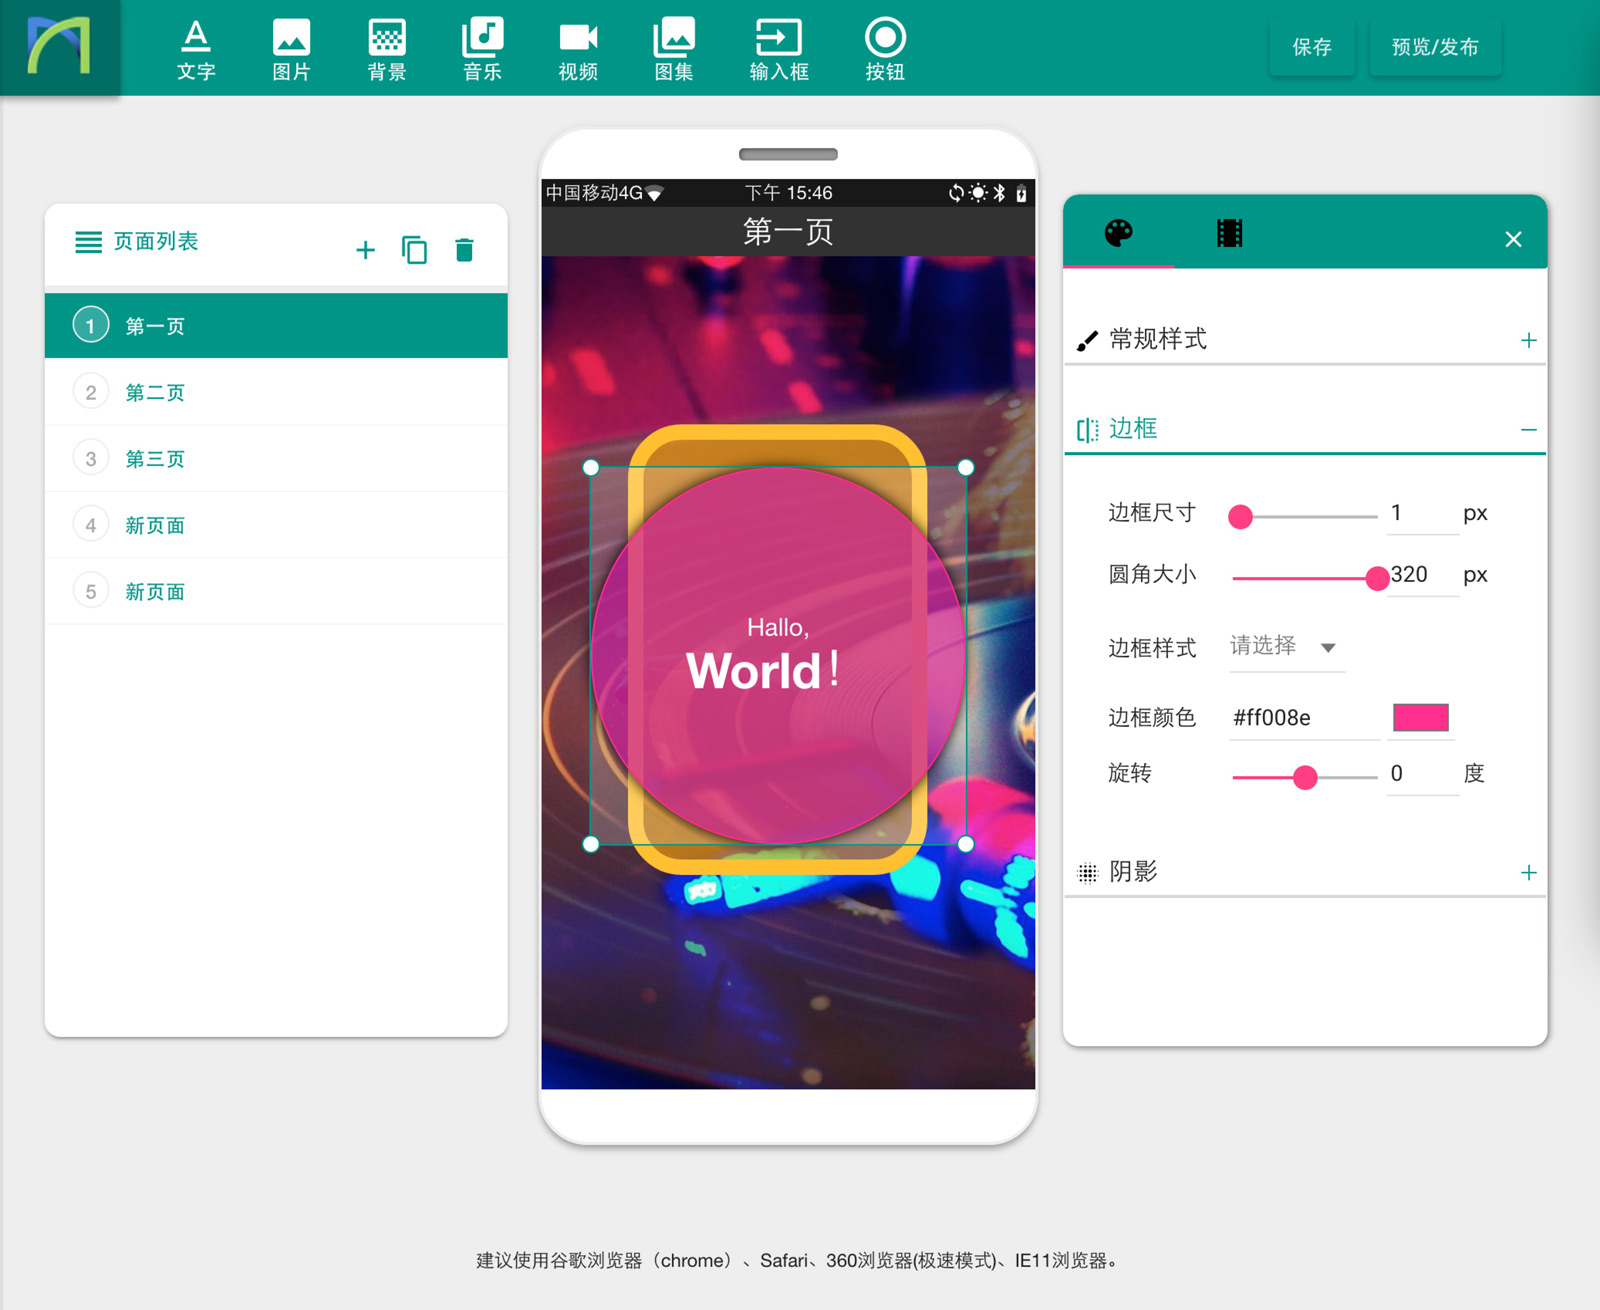 文字 图片 背景 音乐 视频 图集 输入框 按钮 保存 预览/发布
页面列表
1 第一页
2 第二页
3 第三页
4 新页面
5 新页面
中国移动4G 下午 15:46
第一页
Hallo,
World!
常规样式
边框
边框尺寸 1 px
圆角大小 320 px
边框样式 请选择
边框颜色 #ff008e
旋转 0 度
阴影
建议使用谷歌浏览器（chrome）、Safari、360浏览器(极速模式)、IE11浏览器。